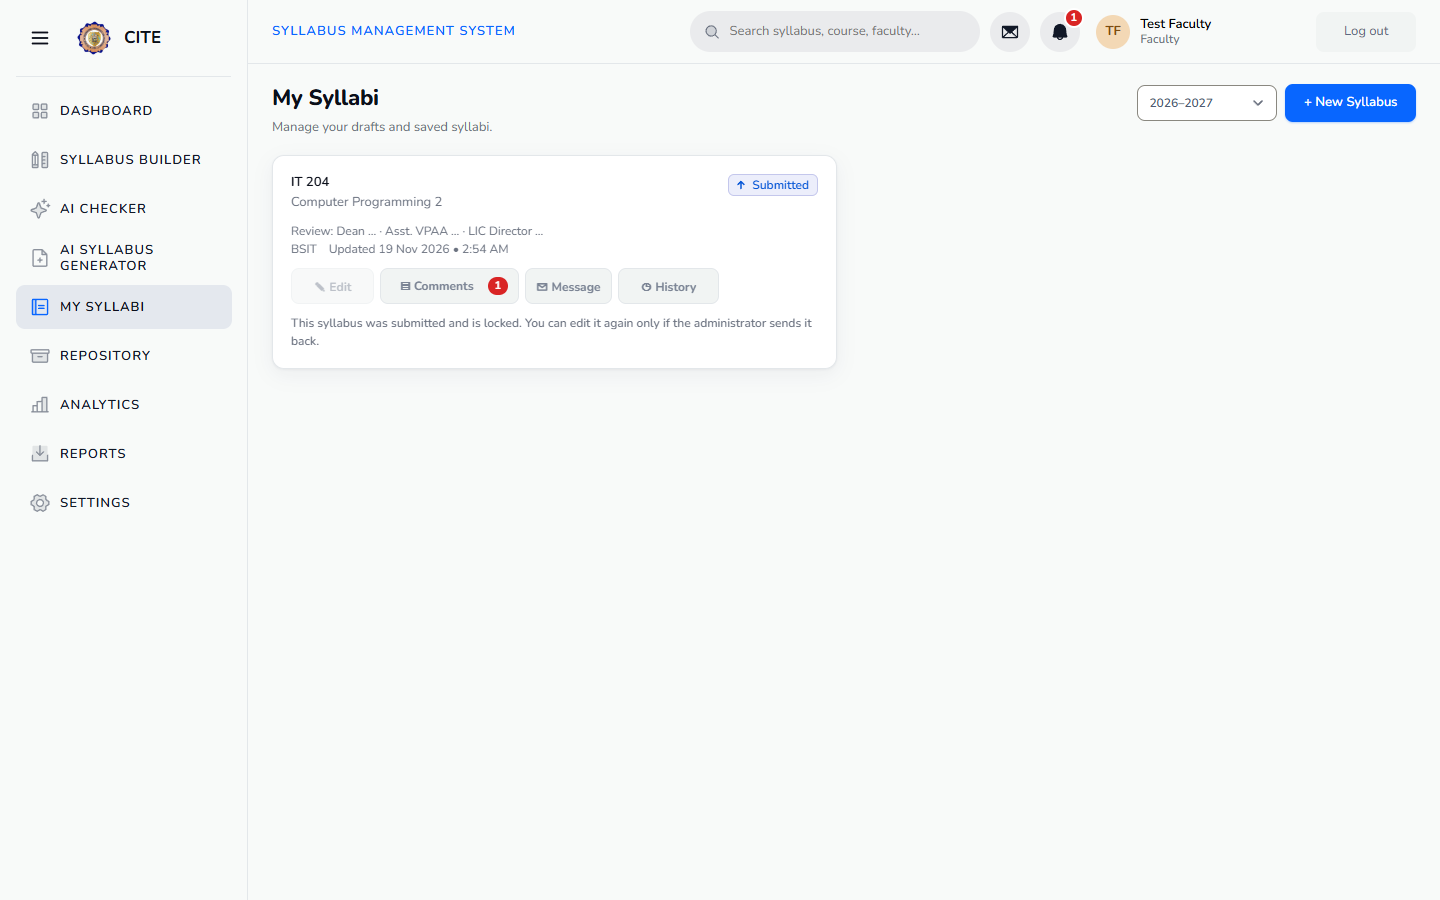 CITE
DASHBOARD
SYLLABUS BUILDER
AI CHECKER
AI SYLLABUS
GENERATOR
MY SYLLABI
REPOSITORY
ANALYTICS
REPORTS
SETTINGS
SYLLABUS MANAGEMENT SYSTEM
Search syllabus, course, faculty...
1
TF
Test Faculty
Faculty
Log out
My Syllabi
Manage your drafts and saved syllabi.
2026–2027
+ New Syllabus
IT 204
Submitted
Computer Programming 2
Review: Dean ... · Asst. VPAA ... · LIC Director ...
BSIT Updated 19 Nov 2026 • 2:54 AM
Edit
Comments 1
Message
History
This syllabus was submitted and is locked. You can edit it again only if the administrator sends it
back.